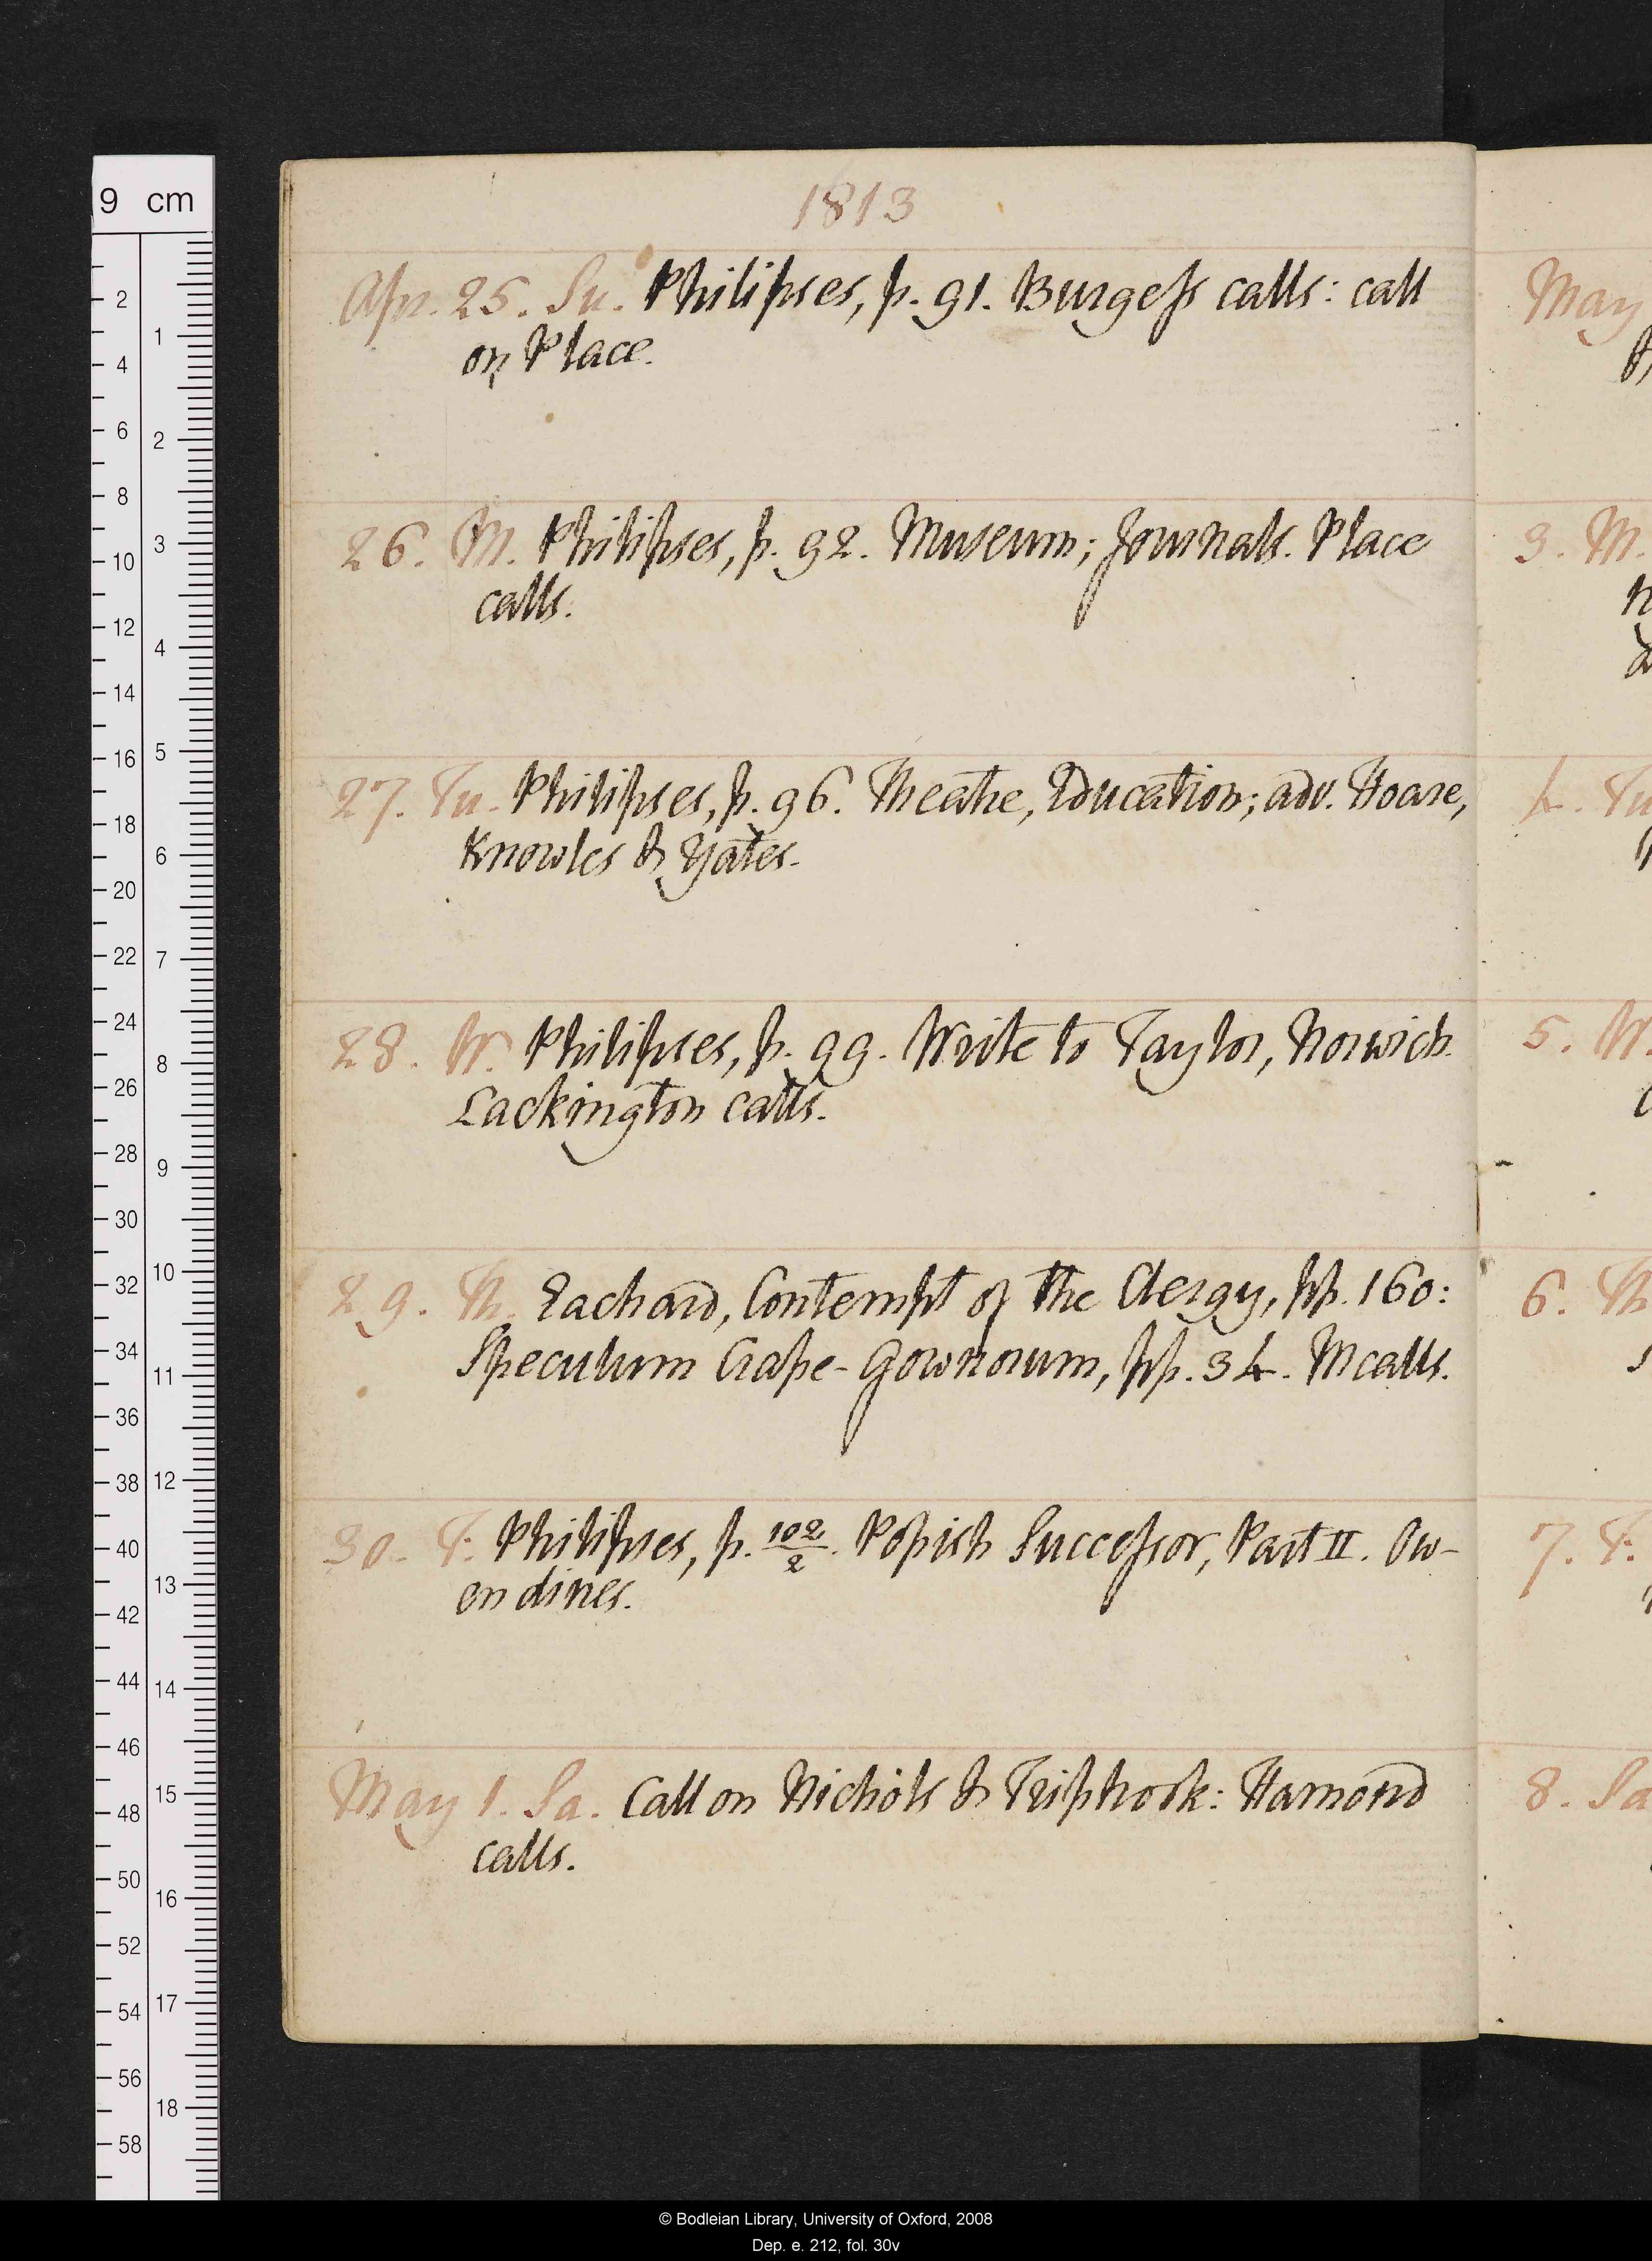 1813
Apr. 25. Su. Philipses, p. 91. Burgess calls: call
on Place.
26. M. Philipses, p. 92. Museum; Journals. Place
calls.
27. Tu. Philipses, p. 96. Theatre, Education; adv. Hoare,
Knowles & Yates.
28. W. Philipses, p. 99. Write to Taylor, Norwich.
Lackington calls.
29. Th. Eachard, Contempt of the Clergy, pp. 160:
Speculum Crape-Gownorum, pp. 34. M calls.
30. F. Philipses, p. 102/2. Popish Successor, Part II. Ow-
en dines.
May 1. Sa. Call on Nichols & Triphook: Hamond
calls.
May
3. M.
4. Tu
5. W.
6. Th
7. F.
8. Sa
9 cm
2
4
6
8
10
12
14
16
18
20
22
24
26
28
30
32
34
36
38
40
42
44
46
48
50
52
54
56
58
1
2
3
4
5
6
7
8
9
10
11
12
13
14
15
16
17
18
© Bodleian Library, University of Oxford, 2008
Dep. e. 212, fol. 30v